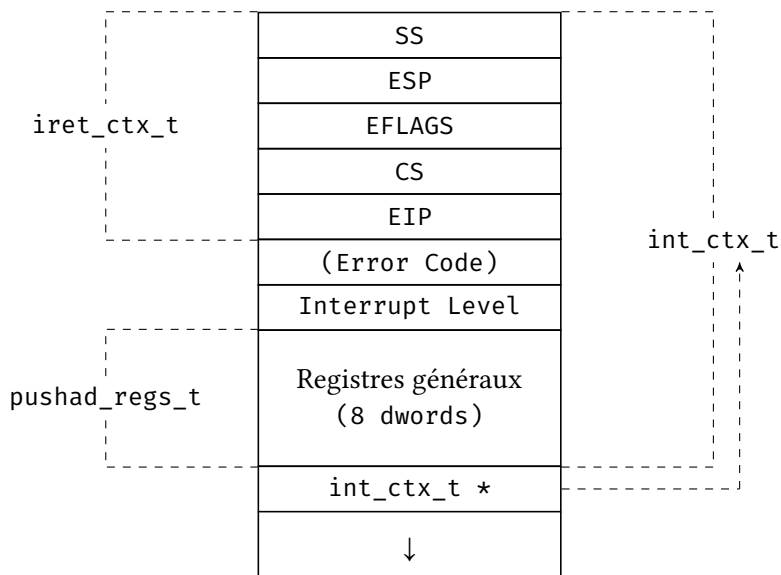 SS
ESP
iret_ctx_t
EFLAGS
CS
EIP
int_ctx_t
(Error Code)
Interrupt Level
pushad_regs_t
Registres généraux
(8 dwords)
int_ctx_t *
↓